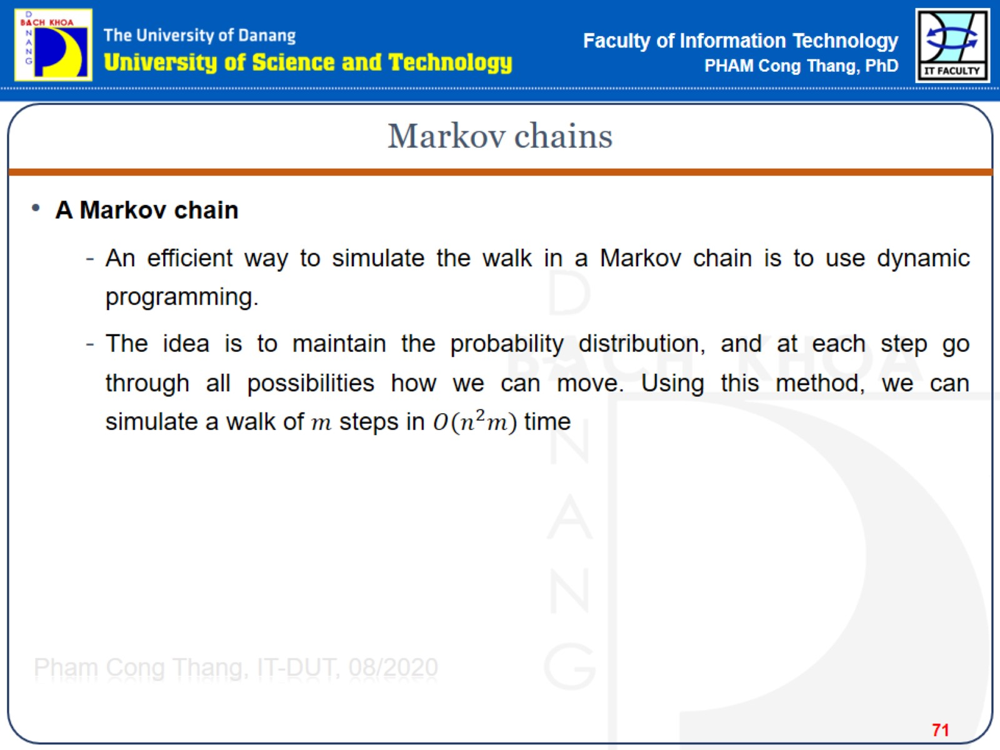 D
BACH KHOA
N
A
N
G
The University of Danang
University of Science and Technology
Faculty of Information Technology
PHAM Cong Thang, PhD
IT FACULTY
Markov chains
• A Markov chain
- An efficient way to simulate the walk in a Markov chain is to use dynamic
programming.
- The idea is to maintain the probability distribution, and at each step go
through all possibilities how we can move. Using this method, we can
simulate a walk of m steps in O(n²m) time
D
BACH KHOA
N
A
N
G
Pham Cong Thang, IT-DUT, 08/2020
71